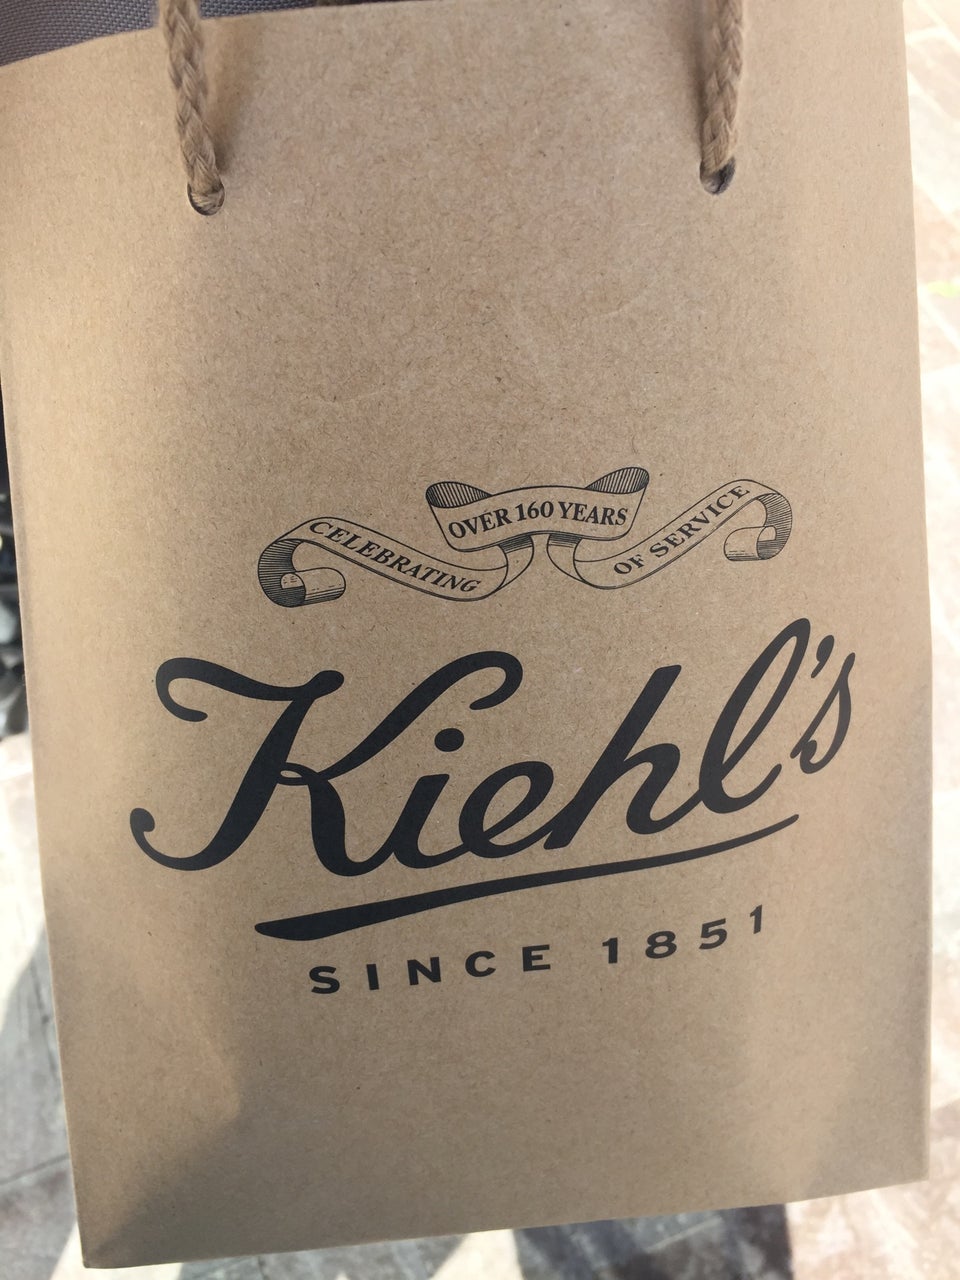 CELEBRATING
OVER 160 YEARS
OF SERVICE
Kiehl's
SINCE 1851